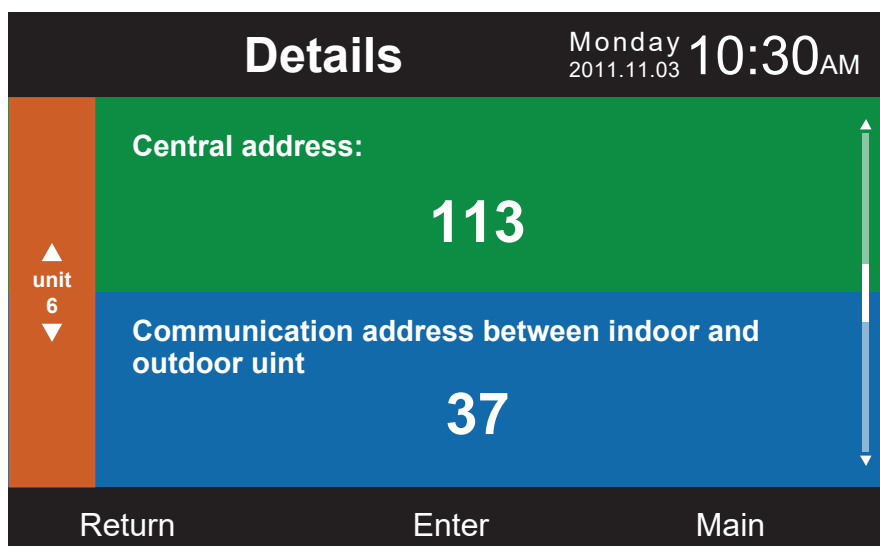 Details
Monday
2011.11.03
10:30AM
Central address:
113
unit
6
Communication address between indoor and
outdoor uint
37
Return
Enter
Main